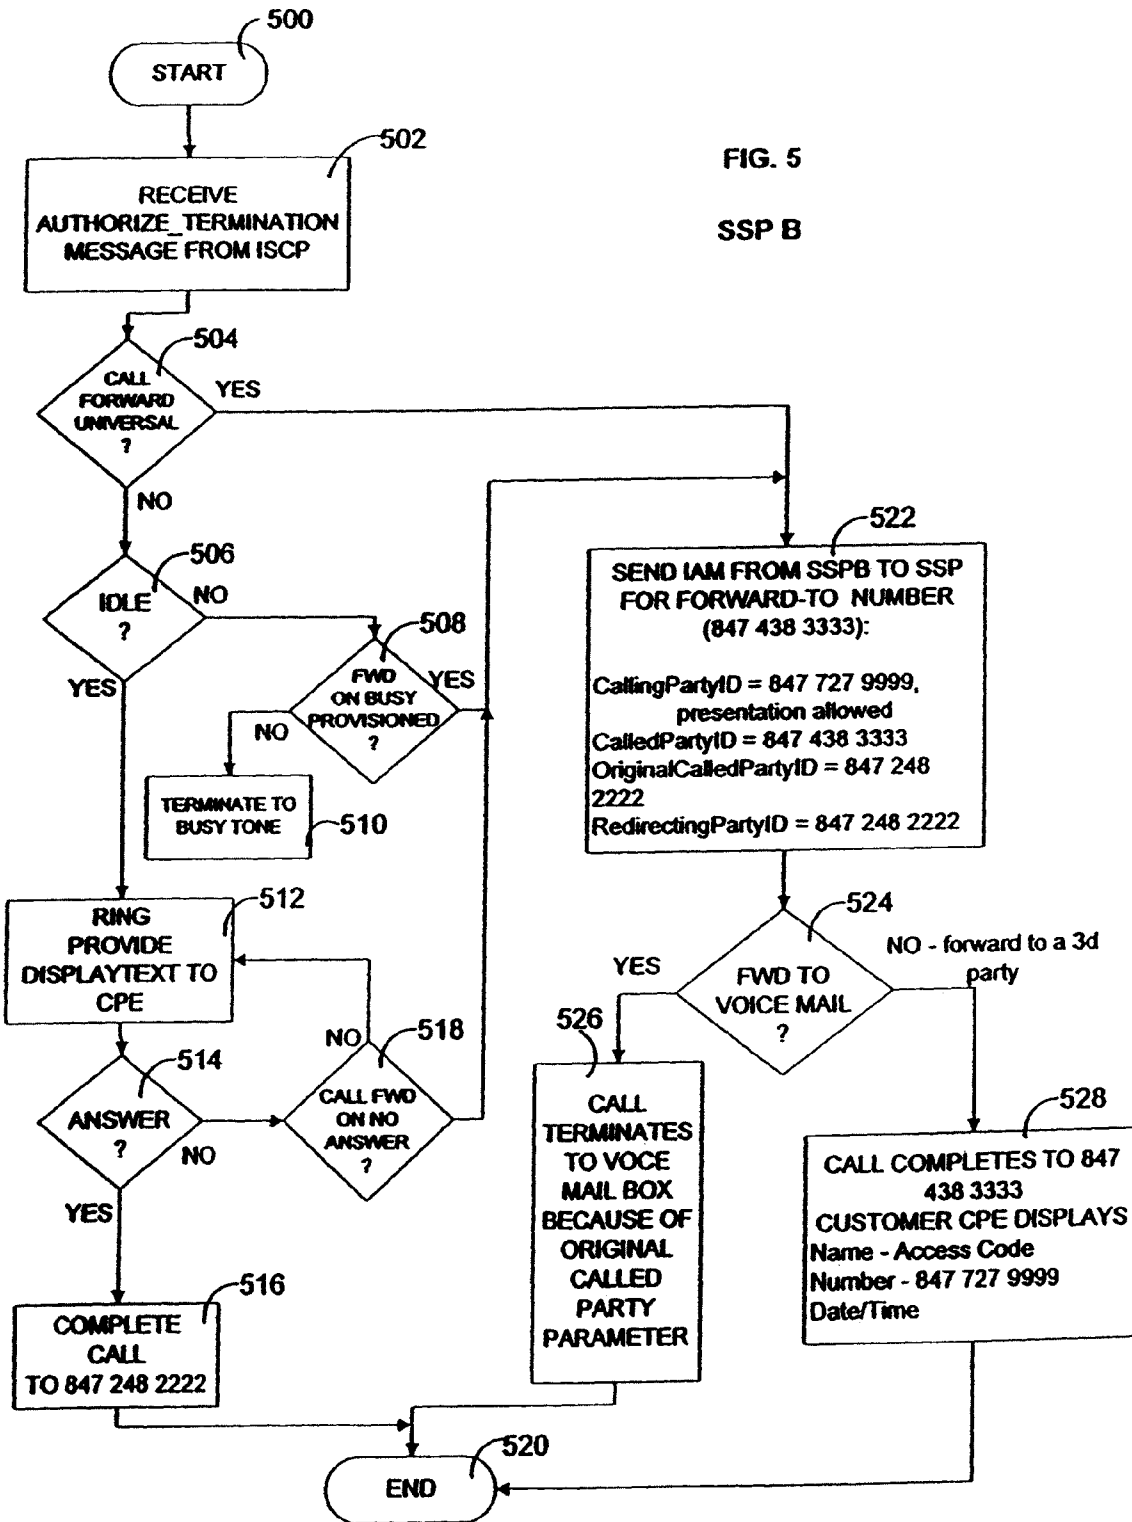 500
START
502
RECEIVE
AUTHORIZE_TERMINATION
MESSAGE FROM ISCP
FIG. 5
SSP B
504
CALL
FORWARD
UNIVERSAL
?
YES
NO
506
IDLE
?
NO
YES
508
FWD
ON BUSY
PROVISIONED
?
YES
NO
TERMINATE TO
BUSY TONE
510
522
SEND IAM FROM SSPB TO SSP
FOR FORWARD-TO NUMBER
(847 438 3333):
CallingPartyID = 847 727 9999,
presentation allowed
CalledPartyID = 847 438 3333
OriginalCalledPartyID = 847 248
2222
RedirectingPartyID = 847 248 2222
512
RING
PROVIDE
DISPLAYTEXT TO
CPE
514
ANSWER
?
NO
YES
518
NO
CALL FWD
ON NO
ANSWER
?
516
COMPLETE
CALL
TO 847 248 2222
524
FWD TO
VOICE MAIL
?
YES
NO - forward to a 3d
party
526
CALL
TERMINATES
TO VOCE
MAIL BOX
BECAUSE OF
ORIGINAL
CALLED
PARTY
PARAMETER
528
CALL COMPLETES TO 847
438 3333
CUSTOMER CPE DISPLAYS
Name - Access Code
Number - 847 727 9999
Date/Time
520
END